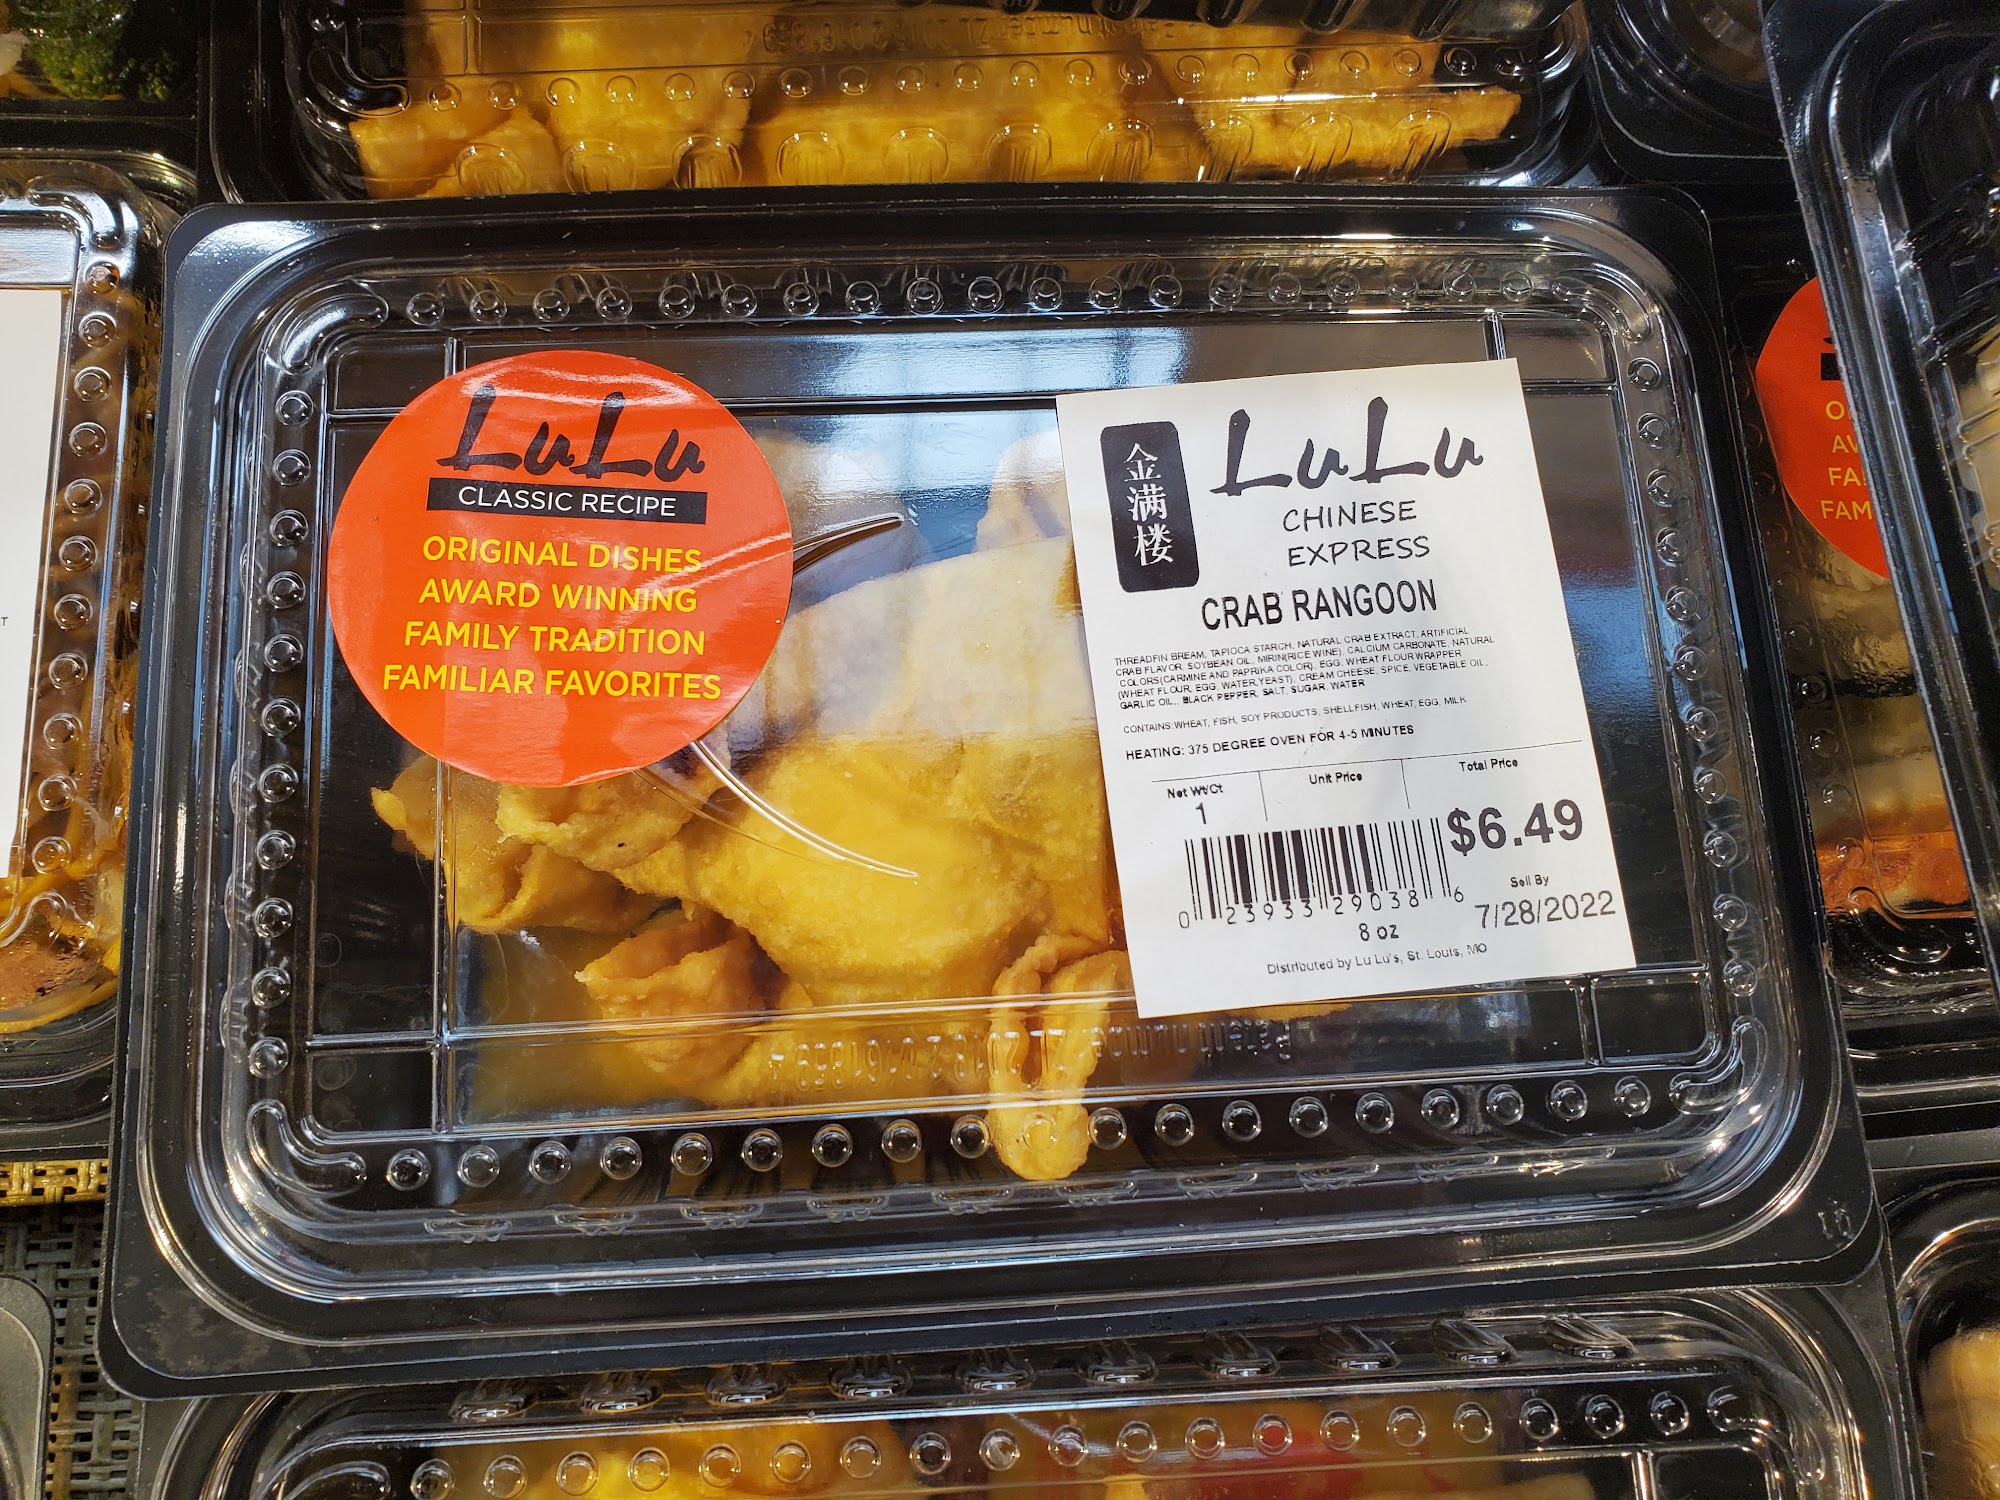 LuLu
CLASSIC RECIPE
ORIGINAL DISHES
AWARD WINNING
FAMILY TRADITION
FAMILIAR FAVORITES
金满楼
LuLu
CHINESE
EXPRESS
CRAB RANGOON
THREADFIN BREAM, TAPIOCA STARCH, NATURAL CRAB EXTRACT, ARTIFICIAL
CRAB FLAVOR, SOYBEAN OIL, MIRIN(RICE WINE), CALCIUM CARBONATE, NATURAL
COLORS(CARMINE AND PAPRIKA COLOR), EGG, WHEAT FLOUR WRAPPER
(WHEAT FLOUR, EGG, WATER,YEAST), CREAM CHEESE, SPICE, VEGETABLE OIL,
GARLIC OIL,, BLACK PEPPER, SALT, SUGAR, WATER
CONTAINS:WHEAT, FISH, SOY PRODUCTS, SHELLFISH, WHEAT, EGG, MILK
HEATING: 375 DEGREE OVEN FOR 4-5 MINUTES
Net Wt/Ct Unit Price Total Price
1
$6.49
0 23933 29038 6
Sell By
7/28/2022
8 oz
Distributed by Lu Lu's, St. Louis, MO
O
AV
FA
FAM
T